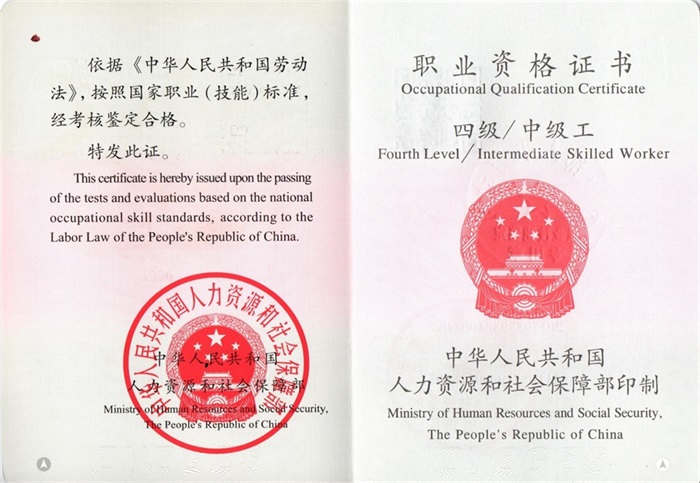 依据《中华人民共和国劳动
法》，按照国家职业（技能）标准，
经考核鉴定合格。
特发此证。
This certificate is hereby issued upon the passing
of the tests and evaluations based on the national
occupational skill standards, according to the
Labor Law of the People's Republic of China.
中华人民共和国人力资源和社会保障部
中华人民共和国
人力资源和社会保障部
Ministry of Human Resources and Social Security,
The People's Republic of China
职业资格证书
Occupational Qualification Certificate
四级/中级工
Fourth Level/Intermediate Skilled Worker
中华人民共和国
人力资源和社会保障部印制
Ministry of Human Resources and Social Security,
The People's Republic of China